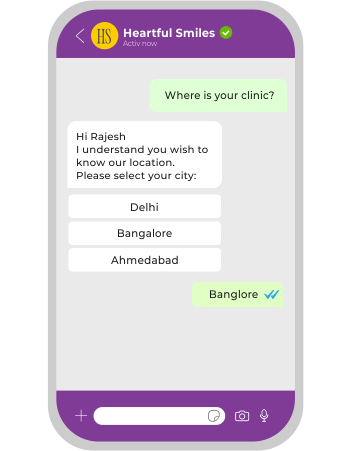 HS
Heartful Smiles
Activ now
Where is your clinic?
Hi Rajesh
I understand you wish to
know our location.
Please select your city:
Delhi
Bangalore
Ahmedabad
Banglore